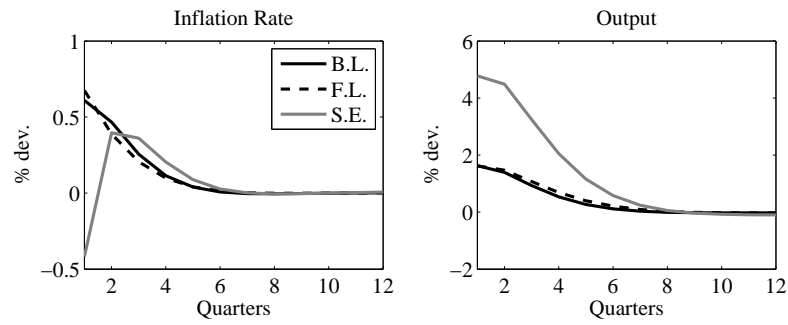 Inflation Rate
1
0.5
0
−0.5
% dev.
2 4 6 8 10 12
Quarters
B.L.
F.L.
S.E.
Output
6
4
2
0
−2
% dev.
2 4 6 8 10 12
Quarters